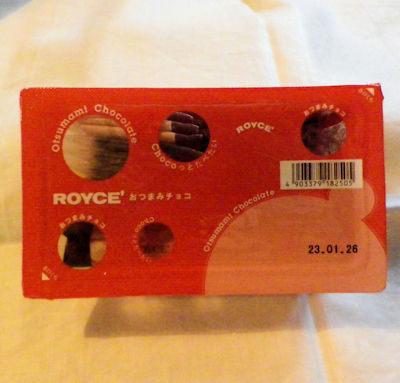 Otsumami Chocolate
Chocoっとたべたい
ROYCE'
おつまみチョコ
ROYCE' おつまみチョコ
4 903379 182505
おつまみチョコ
Otsumami Chocolate
23.01.26